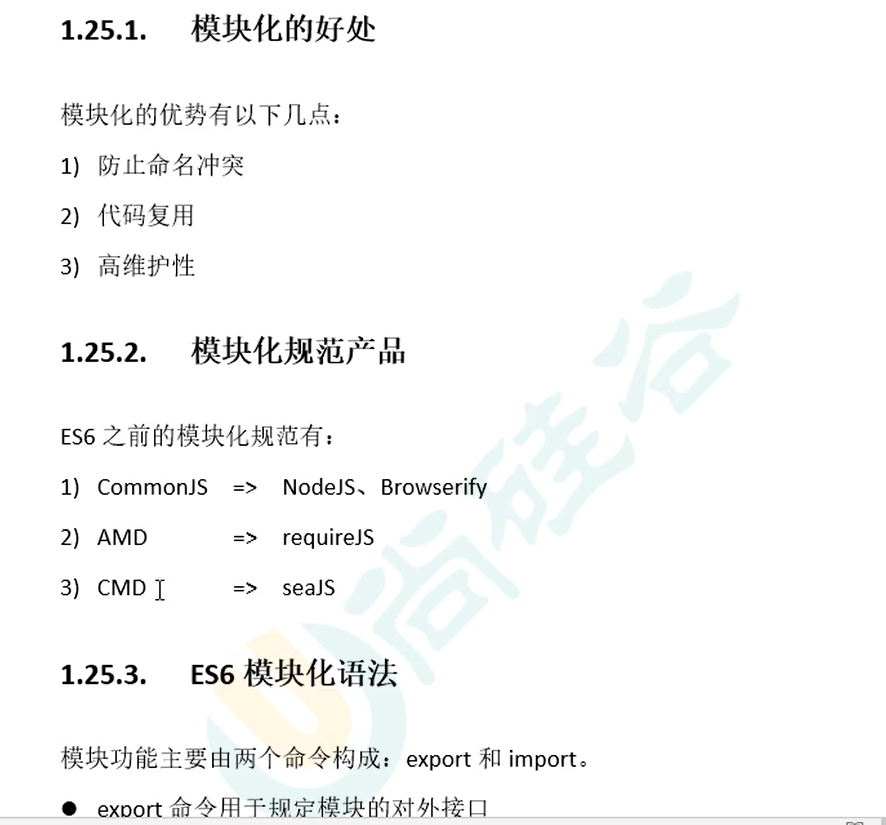 1.25.1. 模块化的好处
模块化的优势有以下几点：
1) 防止命名冲突
2) 代码复用
3) 高维护性
1.25.2. 模块化规范产品
ES6 之前的模块化规范有：
1) CommonJS => NodeJS、Browserify
2) AMD => requireJS
3) CMD => seaJS
1.25.3. ES6 模块化语法
模块功能主要由两个命令构成：export 和 import。
● export 命令用于规定模块的对外接口
尚硅谷